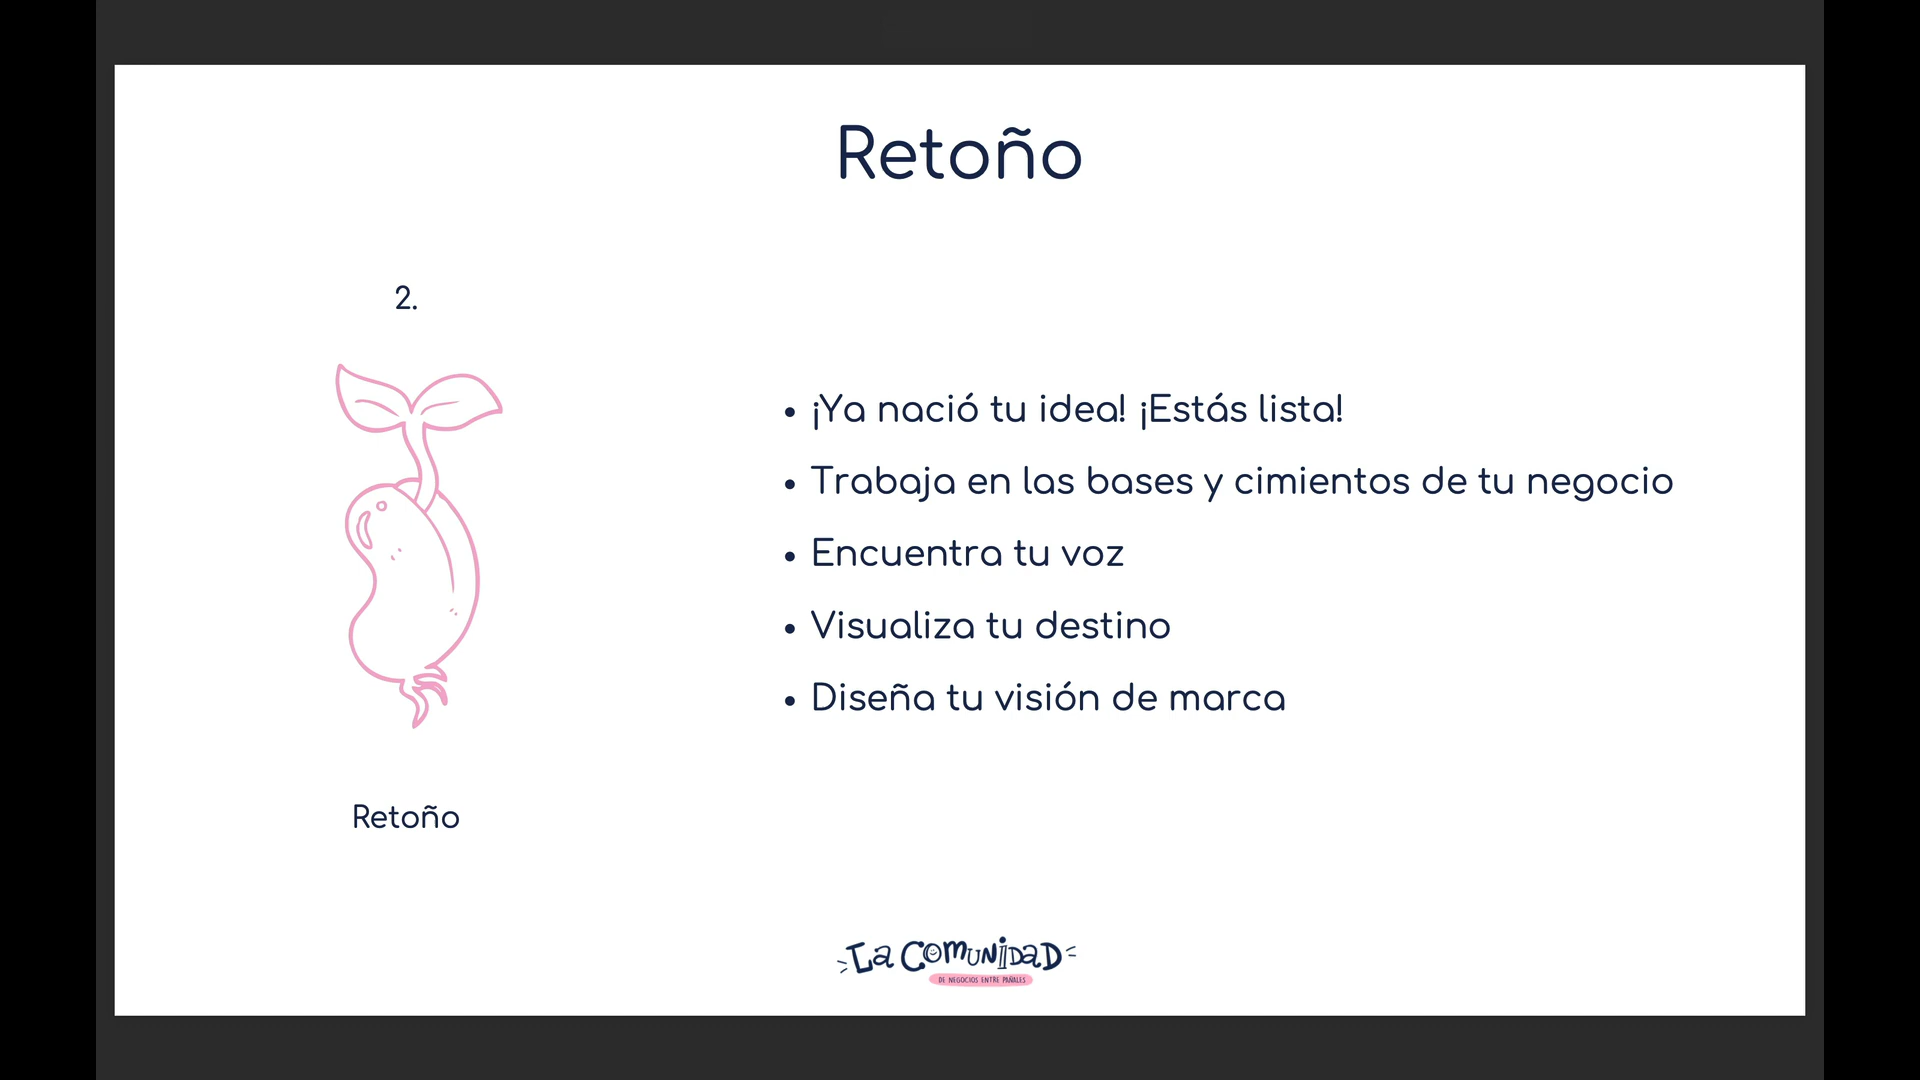 Retoño
2.
• ¡Ya nació tu idea! ¡Estás lista!
• Trabaja en las bases y cimientos de tu negocio
• Encuentra tu voz
• Visualiza tu destino
• Diseña tu visión de marca
Retoño
La ComuNidaD
DE NEGOCIOS ENTRE PAÑALES